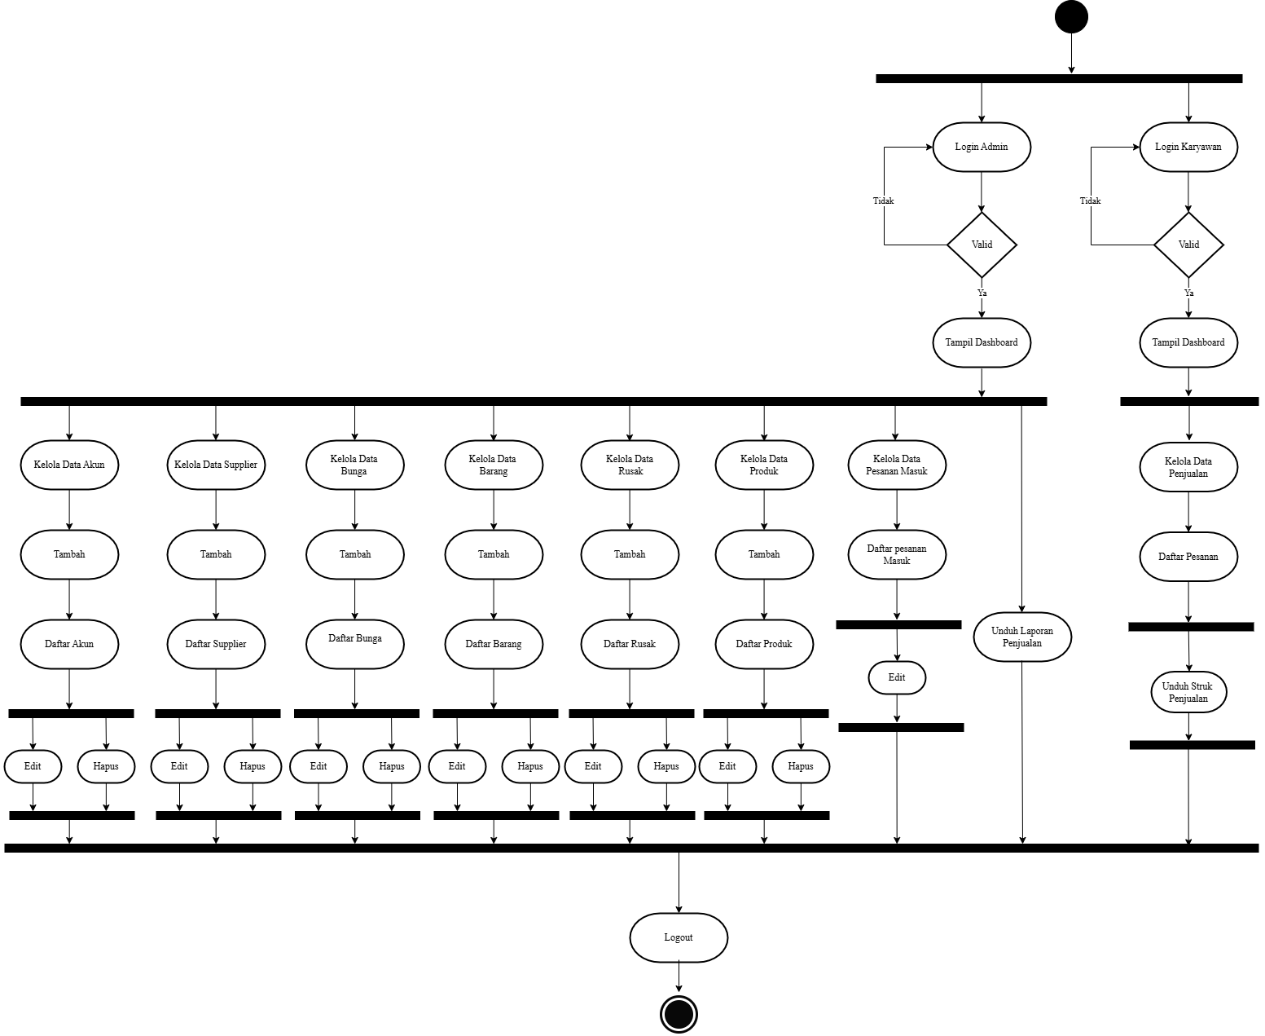 Login Admin
Login Karyawan
Tidak
Tidak
Valid
Valid
Ya
Ya
Tampil Dashboard
Tampil Dashboard
Kelola Data Akun
Kelola Data Supplier
Kelola Data
Bunga
Kelola Data
Barang
Kelola Data
Rusak
Kelola Data
Produk
Kelola Data
Pesanan Masuk
Kelola Data
Penjualan
Tambah
Tambah
Tambah
Tambah
Tambah
Tambah
Daftar pesanan
Masuk
Daftar Pesanan
Daftar Akun
Daftar Supplier
Daftar Bunga
Daftar Barang
Daftar Rusak
Daftar Produk
Unduh Laporan
Penjualan
Edit
Unduh Struk
Penjualan
Edit
Hapus
Edit
Hapus
Edit
Hapus
Edit
Hapus
Edit
Hapus
Edit
Hapus
Logout